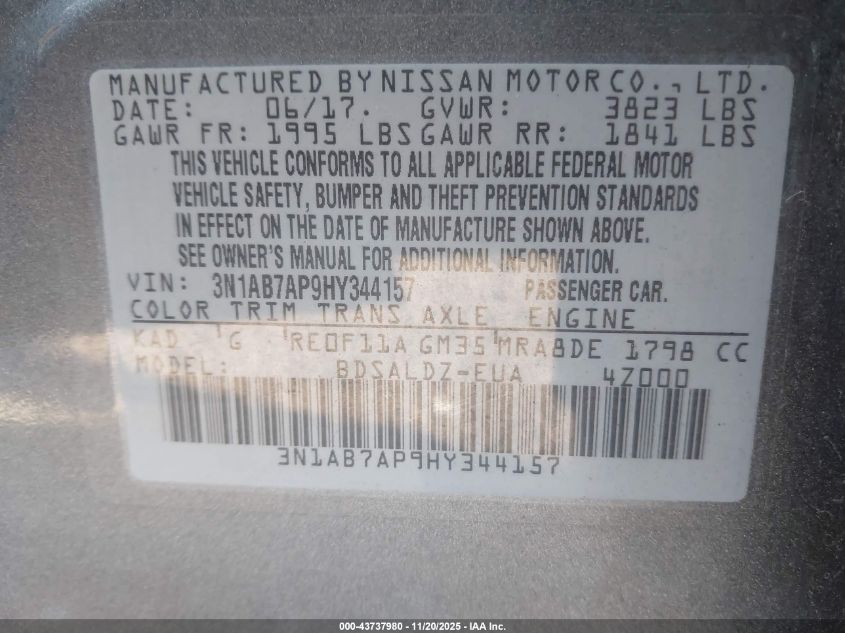 MANUFACTURED BY NISSAN MOTOR CO., LTD.
DATE: 06/17. GVWR: 3823 LBS
GAWR FR: 1995 LBS GAWR RR: 1841 LBS
THIS VEHICLE CONFORMS TO ALL APPLICABLE FEDERAL MOTOR
VEHICLE SAFETY, BUMPER AND THEFT PREVENTION STANDARDS
IN EFFECT ON THE DATE OF MANUFACTURE SHOWN ABOVE.
SEE OWNER'S MANUAL FOR ADDITIONAL INFORMATION.
VIN: 3N1AB7AP9HY344157 PASSENGER CAR.
COLOR TRIM TRANS AXLE ENGINE
KAD G RE0F11A GM35 MRA8DE 1798 CC
MODEL: BDSALDZ-EUA 4Z000
3N1AB7AP9HY344157
000-43737980 - 11/20/2025 - IAA Inc.